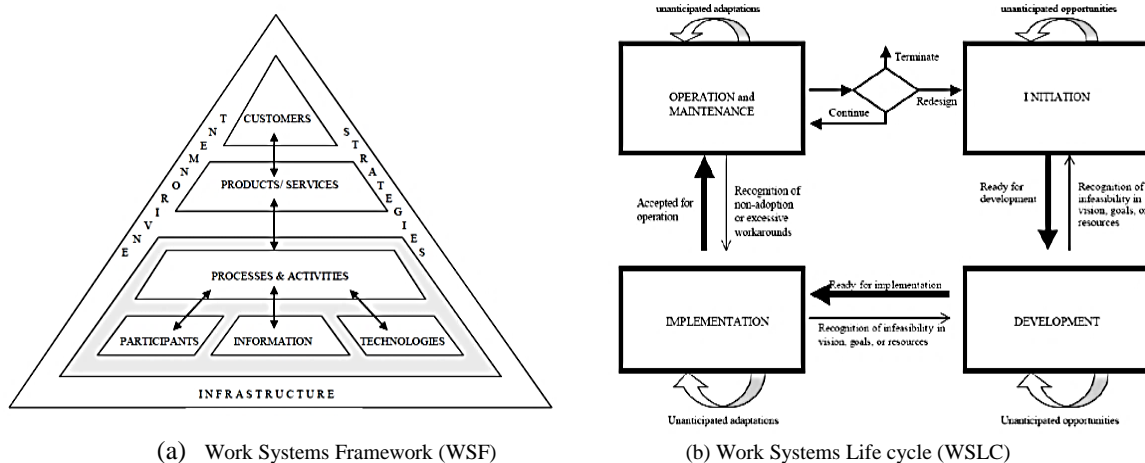 CUSTOMERS
PRODUCTS/ SERVICES
PROCESSES & ACTIVITIES
PARTICIPANTS
INFORMATION
TECHNOLOGIES
ENVIRONMENT
STRATEGIES
INFRASTRUCTURE
(a) Work Systems Framework (WSF)
unanticipated adaptations
unanticipated opportunities
OPERATION and
MAINTENANCE
Terminate
Redesign
Continue
INITIATION
Accepted for
operation
Recognition of
non-adoption
or excessive
workarounds
Ready for
development
Recognition of
infeasibility in
vision, goals, or
resources
IMPLEMENTATION
Ready for implementation
Recognition of infeasibility in
vision, goals, or resources
DEVELOPMENT
Unanticipated adaptations
Unanticipated opportunities
(b) Work Systems Life cycle (WSLC)